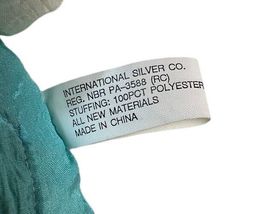 INTERNATIONAL SILVER CO.
REG. NBR PA-3588 (RC)
STUFFING: 100PCT POLYESTER
ALL NEW MATERIALS
MADE IN CHINA